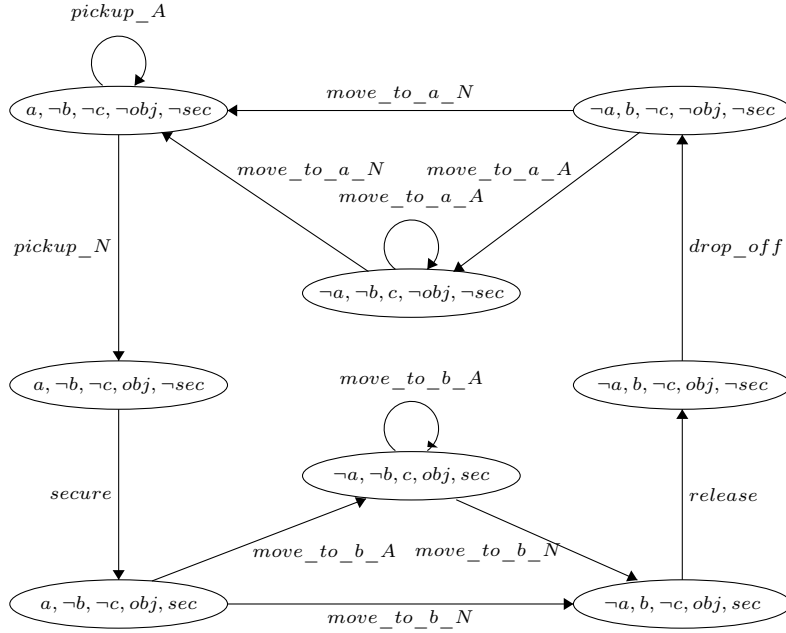 pickup_A
a, ¬b, ¬c, ¬obj, ¬sec
move_to_a_N
¬a, b, ¬c, ¬obj, ¬sec
move_to_a_N
move_to_a_A
move_to_a_A
pickup_N
drop_off
¬a, ¬b, c, ¬obj, ¬sec
move_to_b_A
a, ¬b, ¬c, obj, ¬sec
¬a, b, ¬c, obj, ¬sec
¬a, ¬b, c, obj, sec
secure
release
move_to_b_A
move_to_b_N
a, ¬b, ¬c, obj, sec
move_to_b_N
¬a, b, ¬c, obj, sec